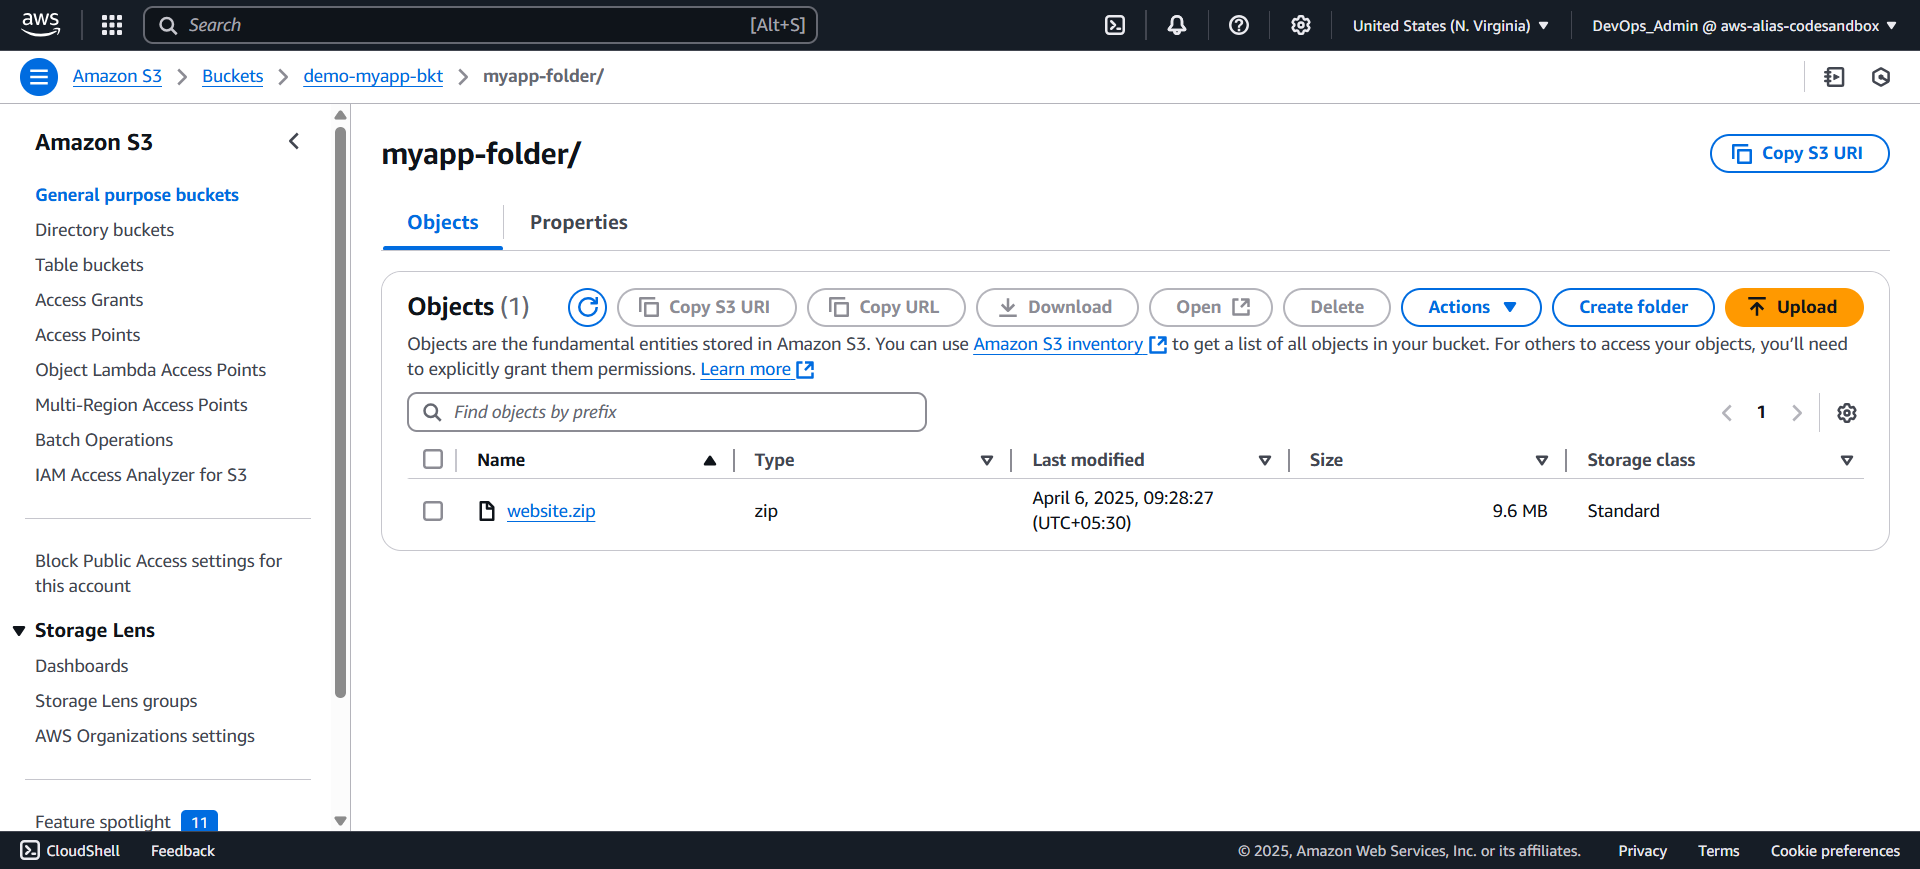 aws
Search [Alt+S]
United States (N. Virginia)
DevOps_Admin @ aws-alias-codesandbox
Amazon S3
Buckets
demo-myapp-bkt
myapp-folder/
Amazon S3
General purpose buckets
Directory buckets
Table buckets
Access Grants
Access Points
Object Lambda Access Points
Multi-Region Access Points
Batch Operations
IAM Access Analyzer for S3
Block Public Access settings for
this account
Storage Lens
Dashboards
Storage Lens groups
AWS Organizations settings
Feature spotlight 11
myapp-folder/
Copy S3 URI
Objects
Properties
Objects (1)
Copy S3 URI
Copy URL
Download
Open
Delete
Actions
Create folder
Upload
Objects are the fundamental entities stored in Amazon S3. You can use Amazon S3 inventory to get a list of all objects in your bucket. For others to access your objects, you’ll need
to explicitly grant them permissions. Learn more
Find objects by prefix
1
Name Type Last modified Size Storage class
website.zip zip April 6, 2025, 09:28:27 9.6 MB Standard
(UTC+05:30)
CloudShell
Feedback
© 2025, Amazon Web Services, Inc. or its affiliates.
Privacy
Terms
Cookie preferences